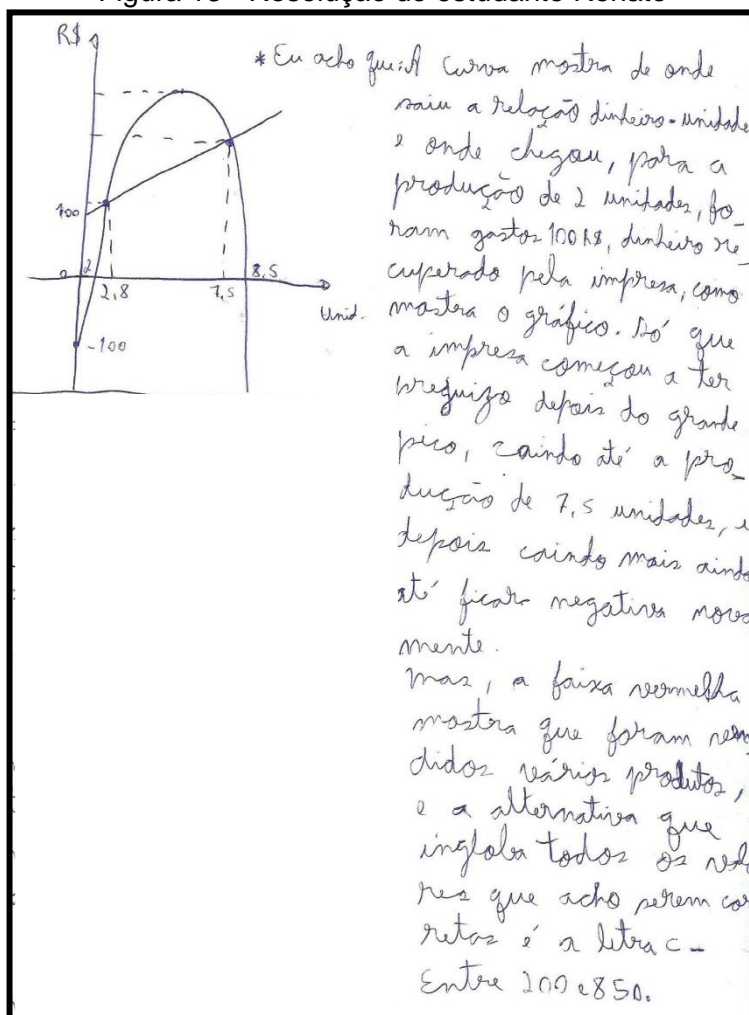 Figura 13 - Resolução do estudante Renato
R$
100
0
2
2,8
7,5
8,5
Unid.
-100
* Eu acho que: A curva mostra de onde
saiu a relação dinheiro-unidade
e onde chegou, para a
produção de 2 unidades, fo-
ram gastos 100 R$, dinheiro re-
cuperado pela impresa, como
mostra o gráfico. Só que
a impresa começou a ter
preguizo depois do grande
pico, caindo até a pro-
dução de 7,5 unidades, e
depois caindo mais ainda
até ficar negativa nova
mente.
mas, a faixa vermelha
mostra que foram ven
didos vários produtos,
e a alternativa que
ingloba todos os valo
res que acho serem cor
retas é a letra c -
Entre 200 e 850.